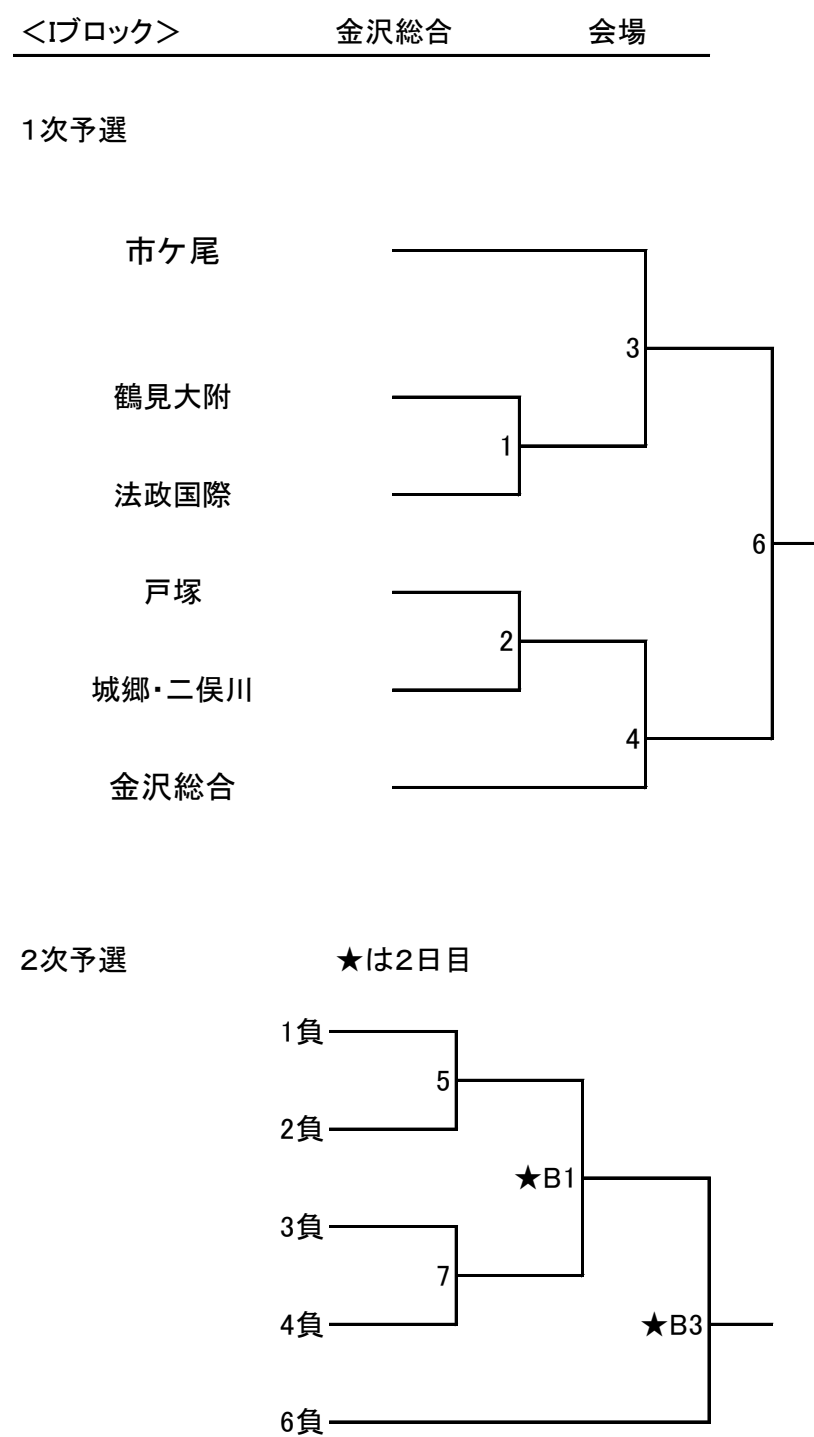 ＜Iブロック＞ 金沢総合 会場
１次予選
市ケ尾
3
鶴見大附
1
法政国際
6
戸塚
2
城郷・二俣川
4
金沢総合
２次予選 ★は２日目
1負
5
2負
★B1
3負
7
4負
★B3
6負